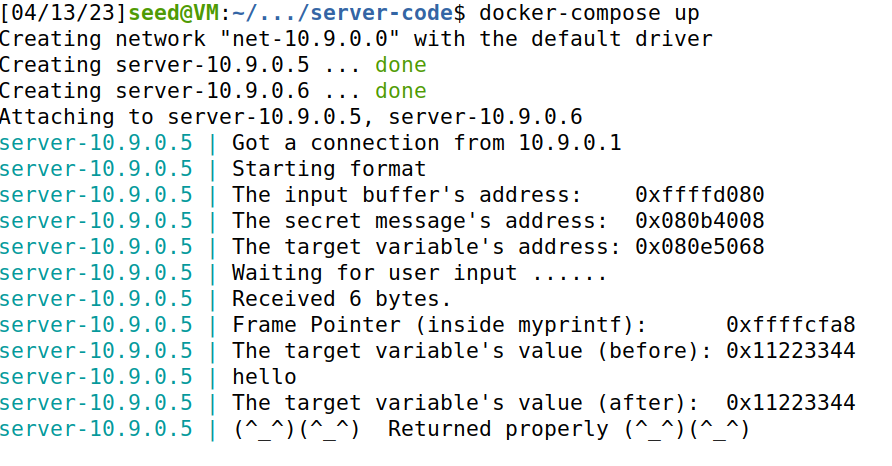 [04/13/23]seed@VM:~/.../server-code$ docker-compose up
Creating network "net-10.9.0.0" with the default driver
Creating server-10.9.0.5 ... done
Creating server-10.9.0.6 ... done
Attaching to server-10.9.0.5, server-10.9.0.6
server-10.9.0.5 | Got a connection from 10.9.0.1
server-10.9.0.5 | Starting format
server-10.9.0.5 | The input buffer's address:    0xffffd080
server-10.9.0.5 | The secret message's address:  0x080b4008
server-10.9.0.5 | The target variable's address: 0x080e5068
server-10.9.0.5 | Waiting for user input ......
server-10.9.0.5 | Received 6 bytes.
server-10.9.0.5 | Frame Pointer (inside myprintf):      0xffffcfa8
server-10.9.0.5 | The target variable's value (before): 0x11223344
server-10.9.0.5 | hello
server-10.9.0.5 | The target variable's value (after):  0x11223344
server-10.9.0.5 | (^_^)(^_^)  Returned properly (^_^)(^_^)